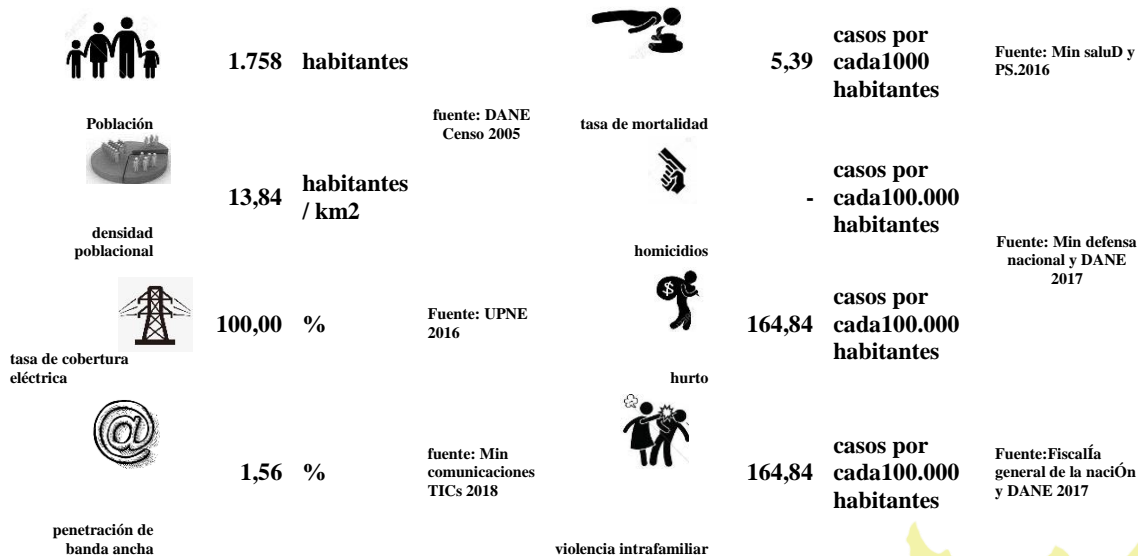 1.758 habitantes
Población
fuente: DANE
Censo 2005
13,84 habitantes
/ km2
densidad
poblacional
100,00 %
Fuente: UPNE
2016
tasa de cobertura
eléctrica
1,56 %
fuente: Min
comunicaciones
TICs 2018
penetración de
banda ancha
5,39
casos por
cada1000
habitantes
Fuente: Min saluD y
PS.2016
tasa de mortalidad
-
casos por
cada100.000
habitantes
homicidios
Fuente: Min defensa
nacional y DANE
2017
$
164,84
casos por
cada100.000
habitantes
hurto
@
164,84
casos por
cada100.000
habitantes
Fuente:FiscalÍa
general de la naciÓn
y DANE 2017
violencia intrafamiliar